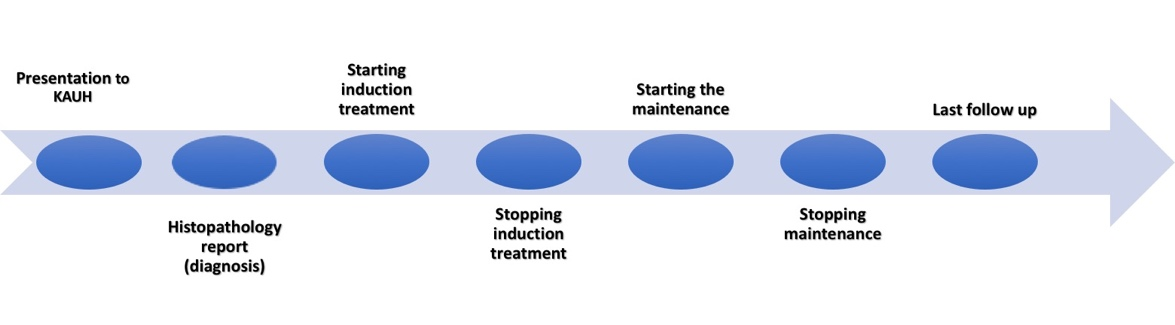 Presentation to
KAUH
Histopathology
report
(diagnosis)
Starting
induction
treatment
Stopping
induction
treatment
Starting the
maintenance
Stopping
maintenance
Last follow up